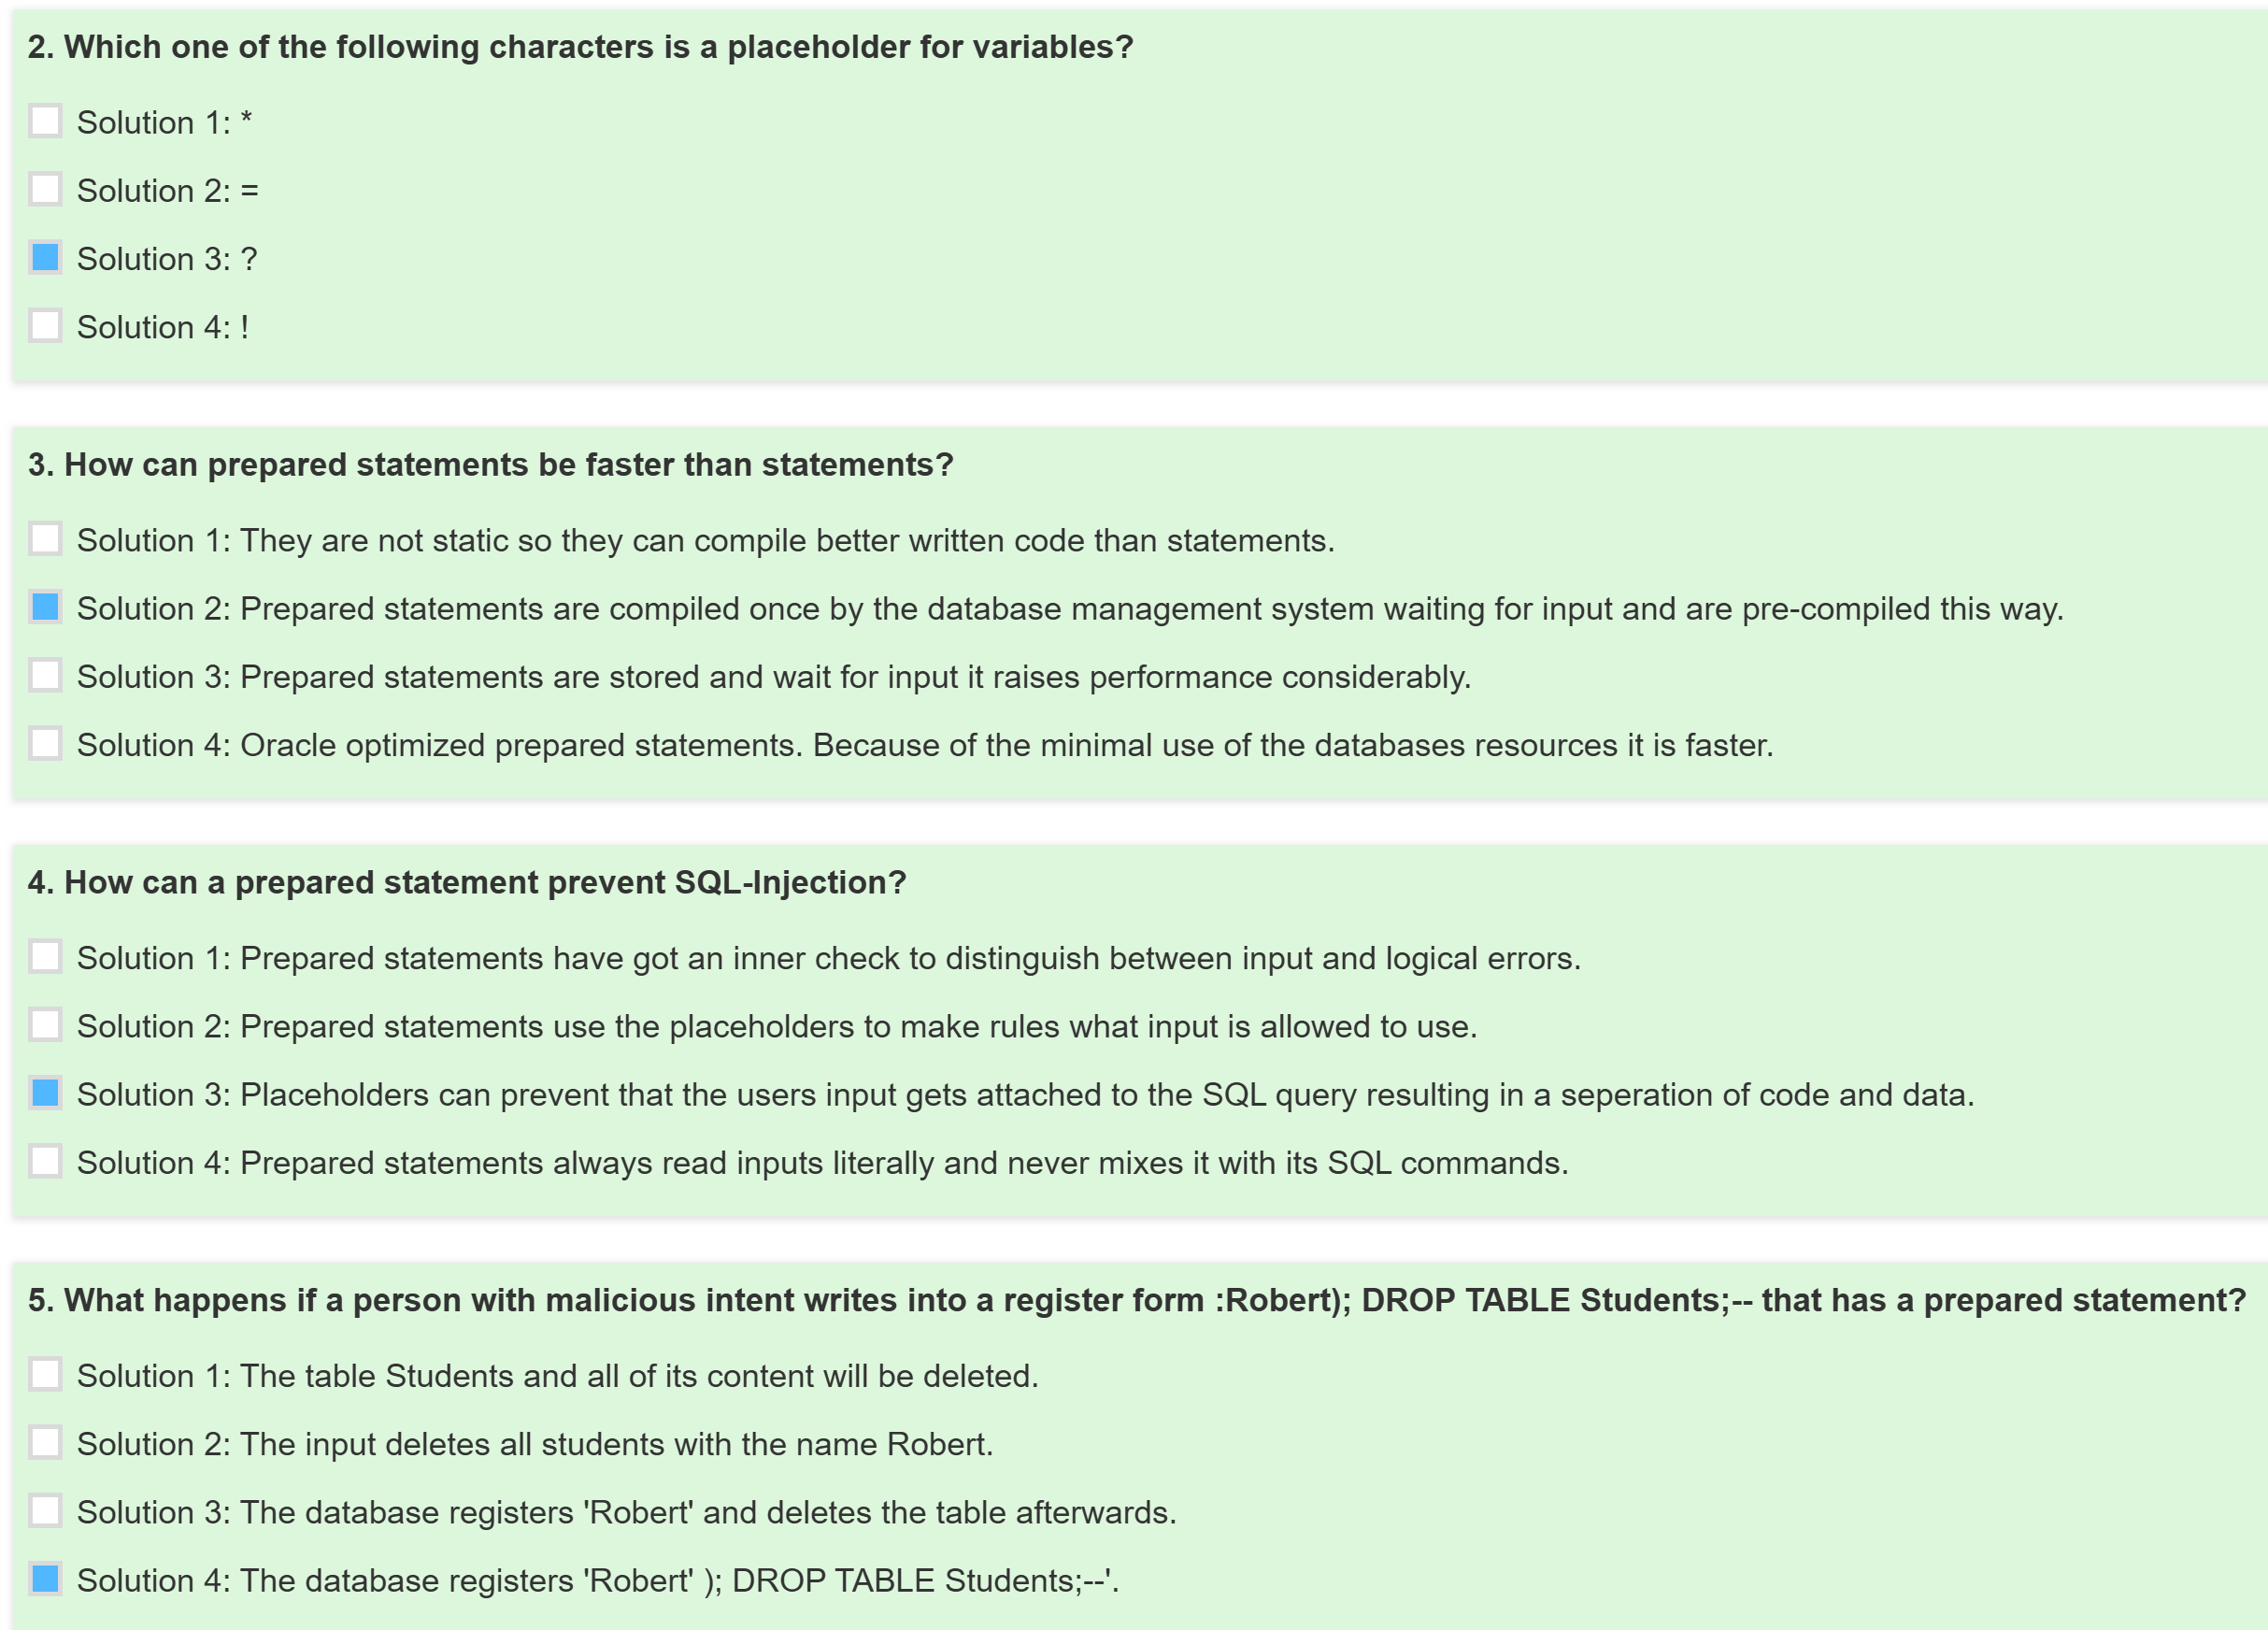 2. Which one of the following characters is a placeholder for variables?
Solution 1: *
Solution 2: =
Solution 3: ?
Solution 4: !
3. How can prepared statements be faster than statements?
Solution 1: They are not static so they can compile better written code than statements.
Solution 2: Prepared statements are compiled once by the database management system waiting for input and are pre-compiled this way.
Solution 3: Prepared statements are stored and wait for input it raises performance considerably.
Solution 4: Oracle optimized prepared statements. Because of the minimal use of the databases resources it is faster.
4. How can a prepared statement prevent SQL-Injection?
Solution 1: Prepared statements have got an inner check to distinguish between input and logical errors.
Solution 2: Prepared statements use the placeholders to make rules what input is allowed to use.
Solution 3: Placeholders can prevent that the users input gets attached to the SQL query resulting in a seperation of code and data.
Solution 4: Prepared statements always read inputs literally and never mixes it with its SQL commands.
5. What happens if a person with malicious intent writes into a register form :Robert); DROP TABLE Students;-- that has a prepared statement?
Solution 1: The table Students and all of its content will be deleted.
Solution 2: The input deletes all students with the name Robert.
Solution 3: The database registers 'Robert' and deletes the table afterwards.
Solution 4: The database registers 'Robert' ); DROP TABLE Students;--'.